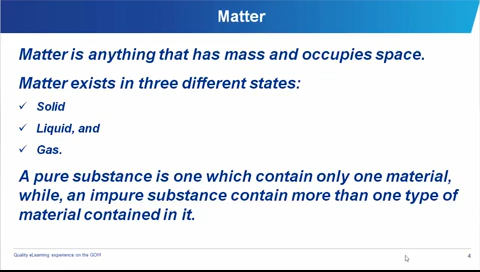 Matter
Matter is anything that has mass and occupies space.
Matter exists in three different states:
✓ Solid
✓ Liquid, and
✓ Gas.
A pure substance is one which contain only one material,
while, an impure substance contain more than one type of
material contained in it.
Quality eLearning experience on the GO!!!
4